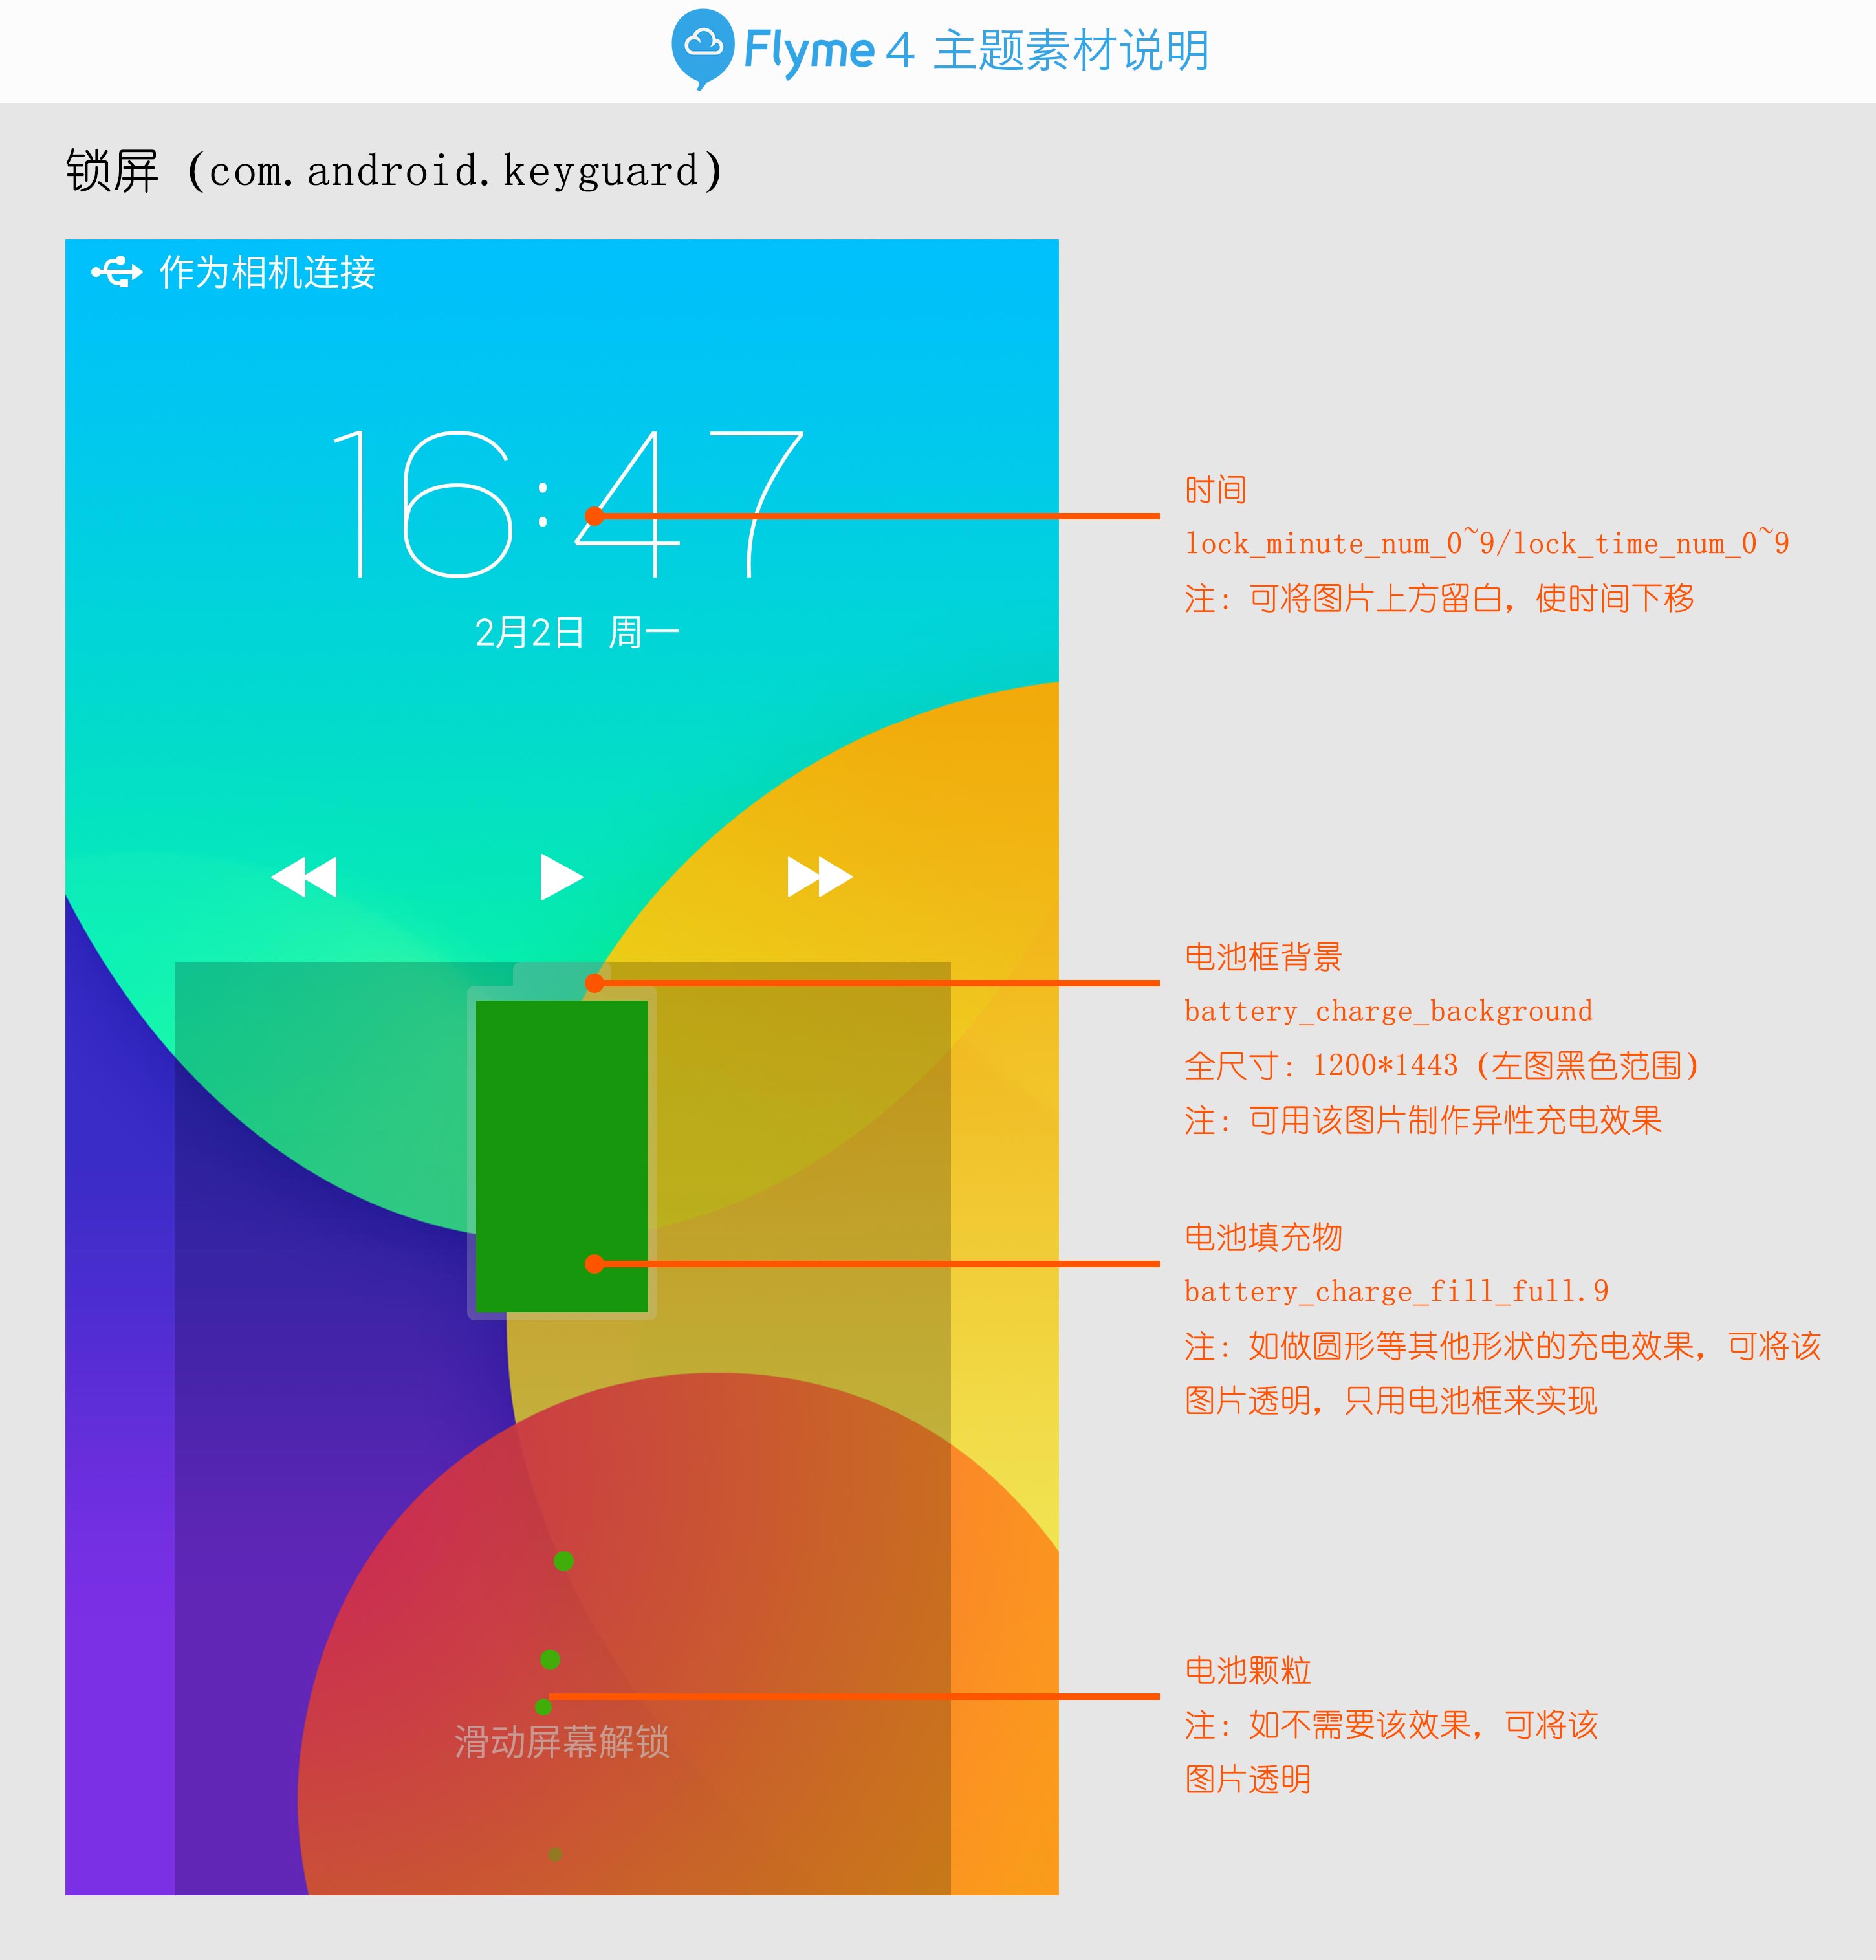 Flyme 4 主题素材说明
锁屏 (com.android.keyguard)
作为相机连接
16:47
2月2日 周一
时间
lock_minute_num_0~9/lock_time_num_0~9
注: 可将图片上方留白, 使时间下移
电池框背景
battery_charge_background
全尺寸: 1200*1443 (左图黑色范围)
注: 可用该图片制作异性充电效果
电池填充物
battery_charge_fill_full.9
注: 如做圆形等其他形状的充电效果, 可将该
图片透明, 只用电池框来实现
电池颗粒
注: 如不需要该效果, 可将该
图片透明
滑动屏幕解锁